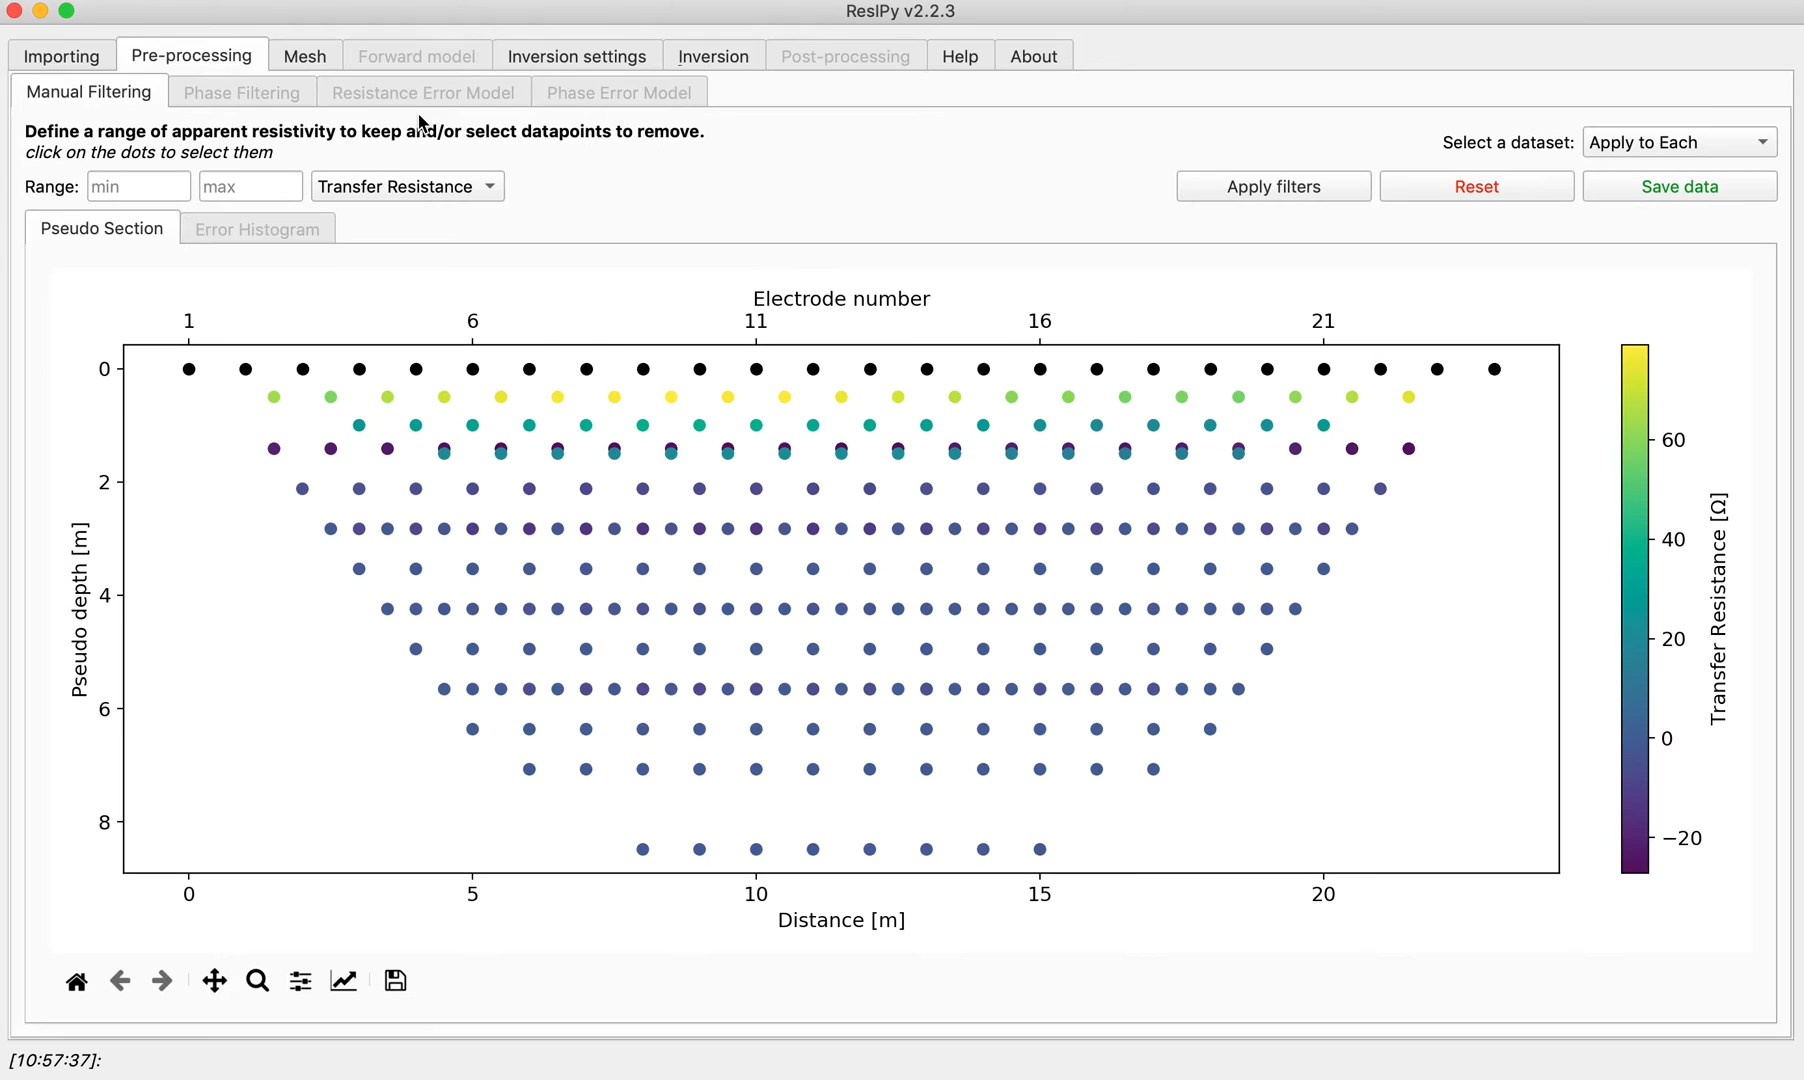 ResIPy v2.2.3
Importing Pre-processing Mesh Forward model Inversion settings Inversion Post-processing Help About
Manual Filtering Phase Filtering Resistance Error Model Phase Error Model
Define a range of apparent resistivity to keep and/or select datapoints to remove.
click on the dots to select them
Select a dataset: Apply to Each
Range: min max Transfer Resistance Apply filters Reset Save data
Pseudo Section Error Histogram
Electrode number
1 6 11 16 21
0
2
4
6
8
Pseudo depth [m]
0 5 10 15 20
Distance [m]
60
40
20
0
−20
Transfer Resistance [Ω]
[10:57:37]: